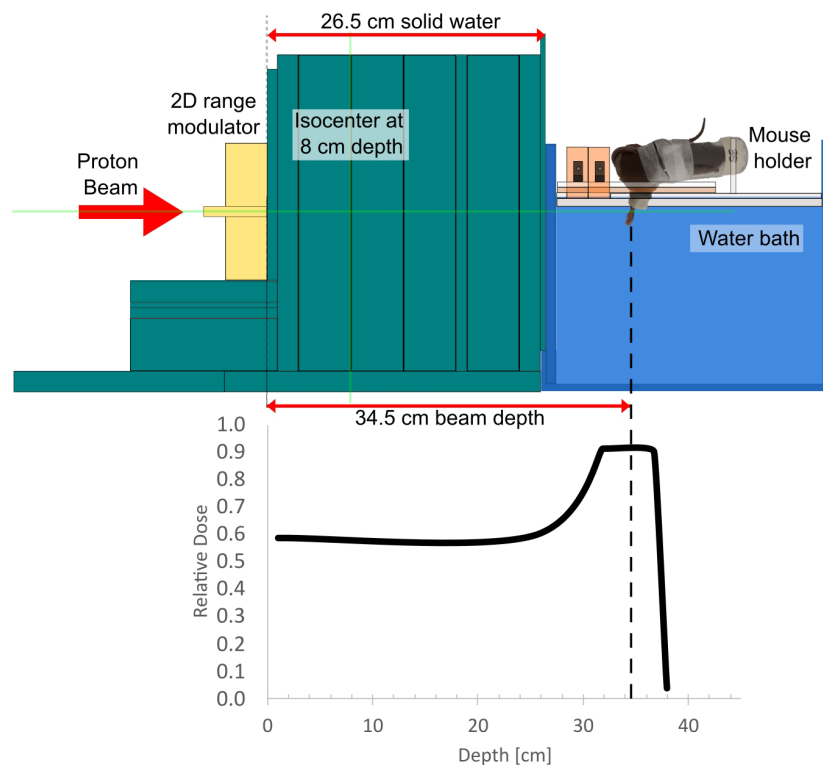 26.5 cm solid water
2D range
modulator
Isocenter at
8 cm depth
Proton
Beam
Mouse
holder
Water bath
34.5 cm beam depth
1.0
0.9
0.8
0.7
0.6
0.5
0.4
0.3
0.2
0.1
0.0
Relative Dose
0
10
20
30
40
Depth [cm]